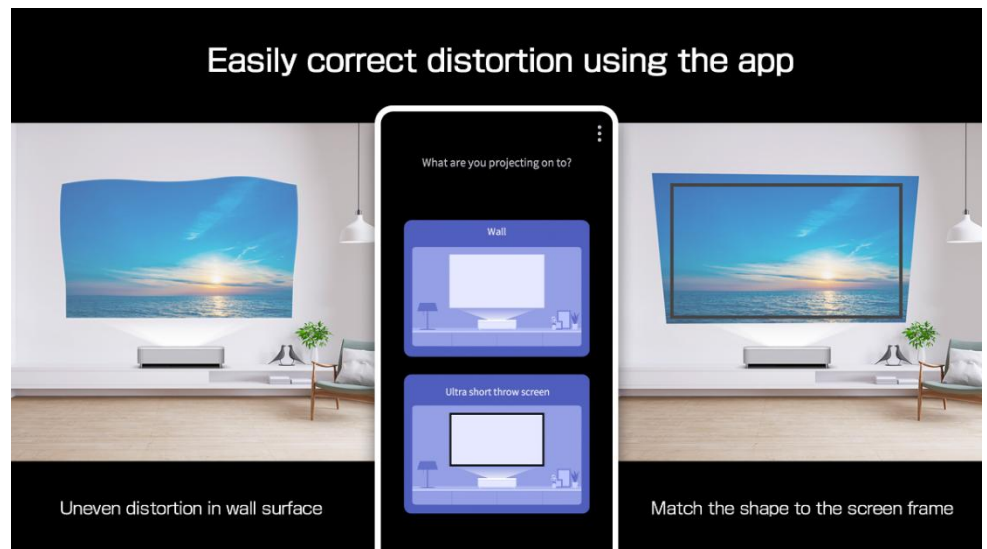 Easily correct distortion using the app
What are you projecting on to?
Wall
Ultra short throw screen
Uneven distortion in wall surface
Match the shape to the screen frame